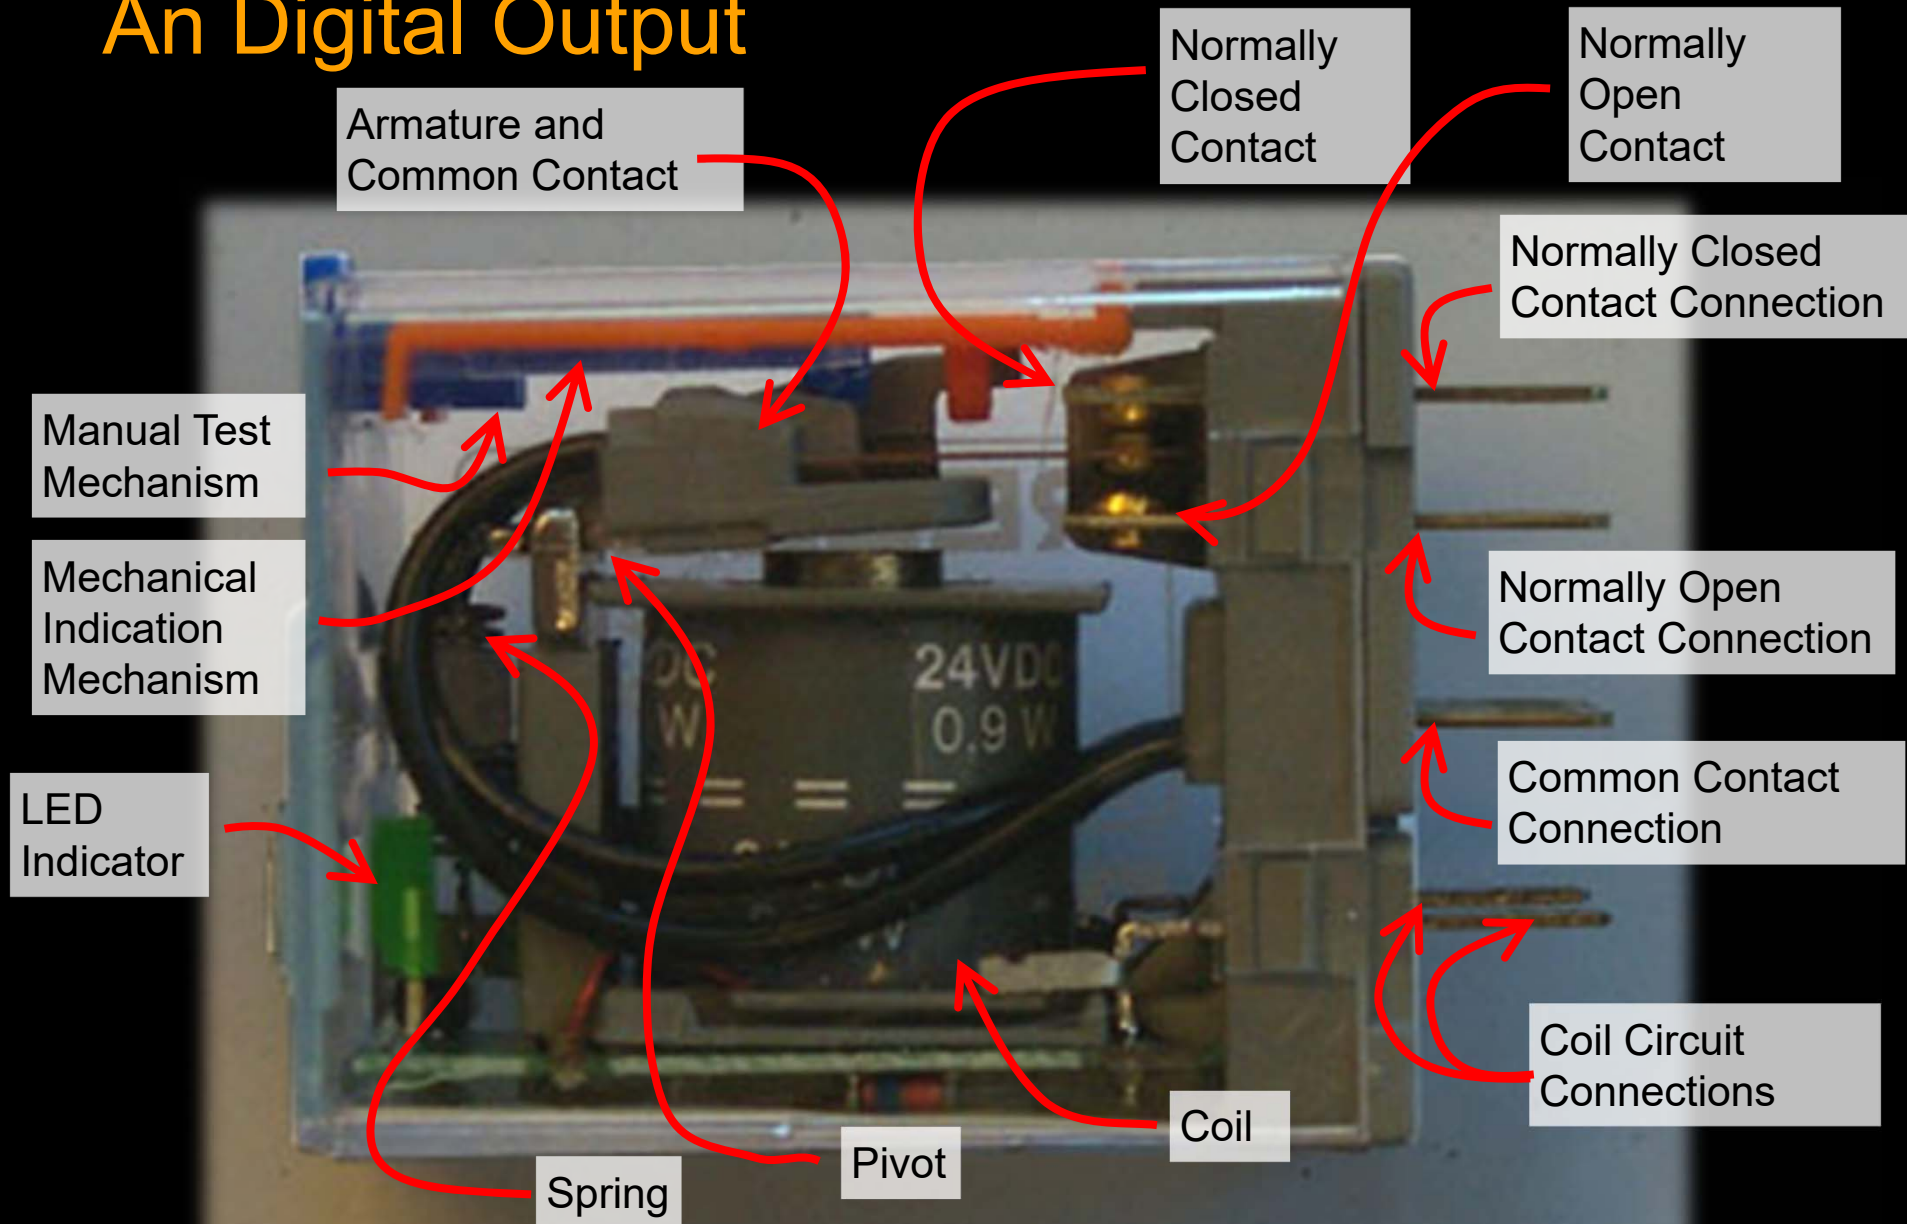 An Digital Output
Normally
Closed
Contact
Normally
Open
Contact
Armature and
Common Contact
Normally Closed
Contact Connection
Manual Test
Mechanism
Mechanical
Indication
Mechanism
Normally Open
Contact Connection
24VDC
0.9 W
DC
W
Common Contact
Connection
LED
Indicator
Coil Circuit
Connections
Coil
Pivot
Spring